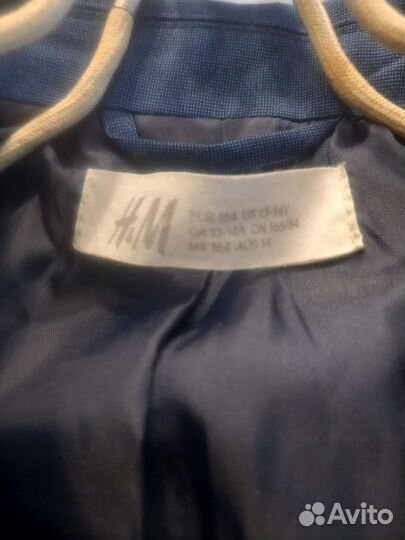 H&M
EUR 164 US 13-14Y
CA 13-14A CN 165/84
MX 164 AUS 14
Avito